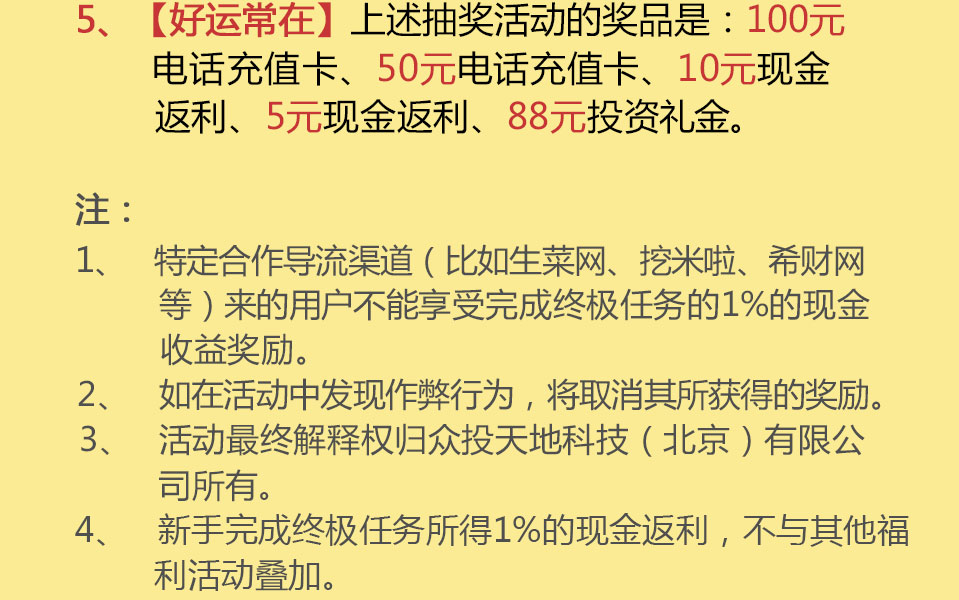 5、【好运常在】上述抽奖活动的奖品是：100元
电话充值卡、50元电话充值卡、10元现金
返利、5元现金返利、88元投资礼金。
注：
1、 特定合作导流渠道（比如生菜网、挖米啦、希财网
等）来的用户不能享受完成终极任务的1%的现金
收益奖励。
2、 如在活动中发现作弊行为，将取消其所获得的奖励。
3、 活动最终解释权归众投天地科技（北京）有限公
司所有。
4、 新手完成终极任务所得1%的现金返利，不与其他福
利活动叠加。